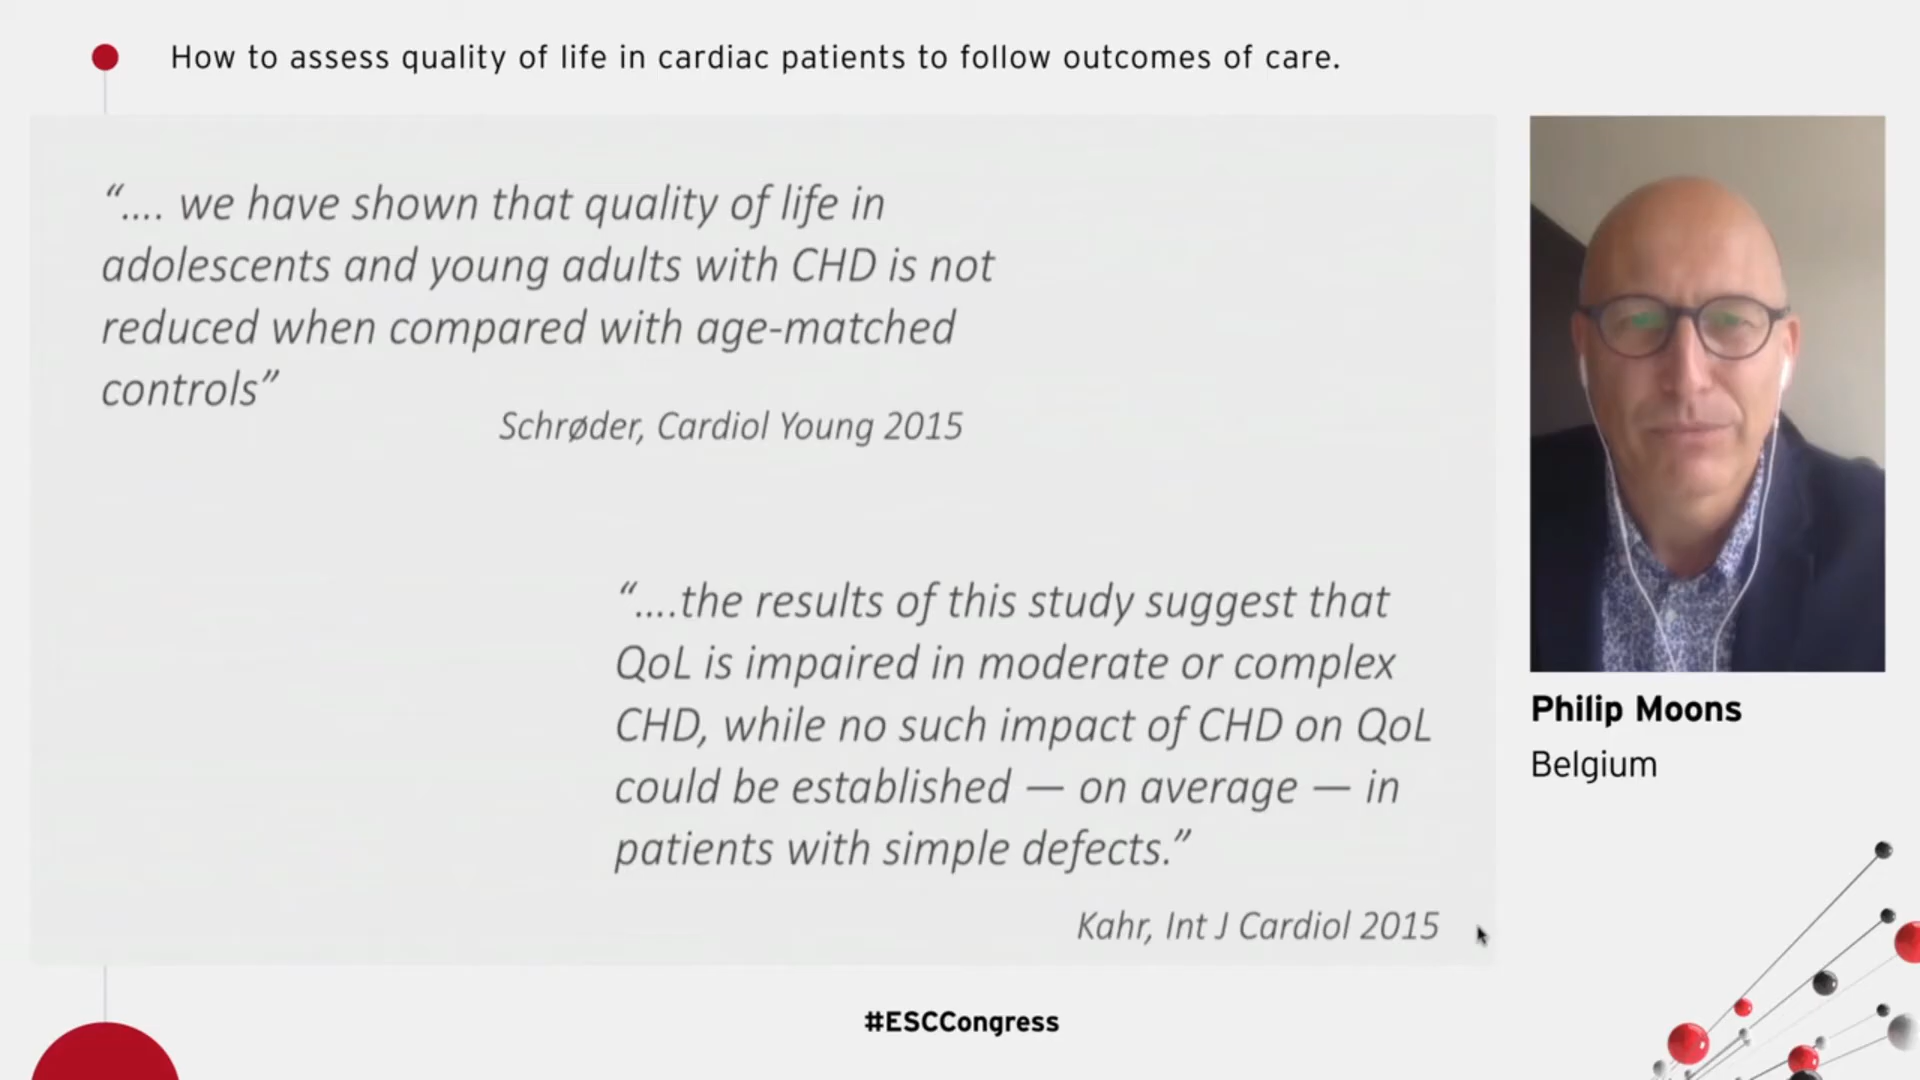 How to assess quality of life in cardiac patients to follow outcomes of care.
“.... we have shown that quality of life in
adolescents and young adults with CHD is not
reduced when compared with age-matched
controls”
Schrøder, Cardiol Young 2015
“....the results of this study suggest that
QoL is impaired in moderate or complex
CHD, while no such impact of CHD on QoL
could be established — on average — in
patients with simple defects.”
Kahr, Int J Cardiol 2015
Philip Moons
Belgium
#ESCCongress